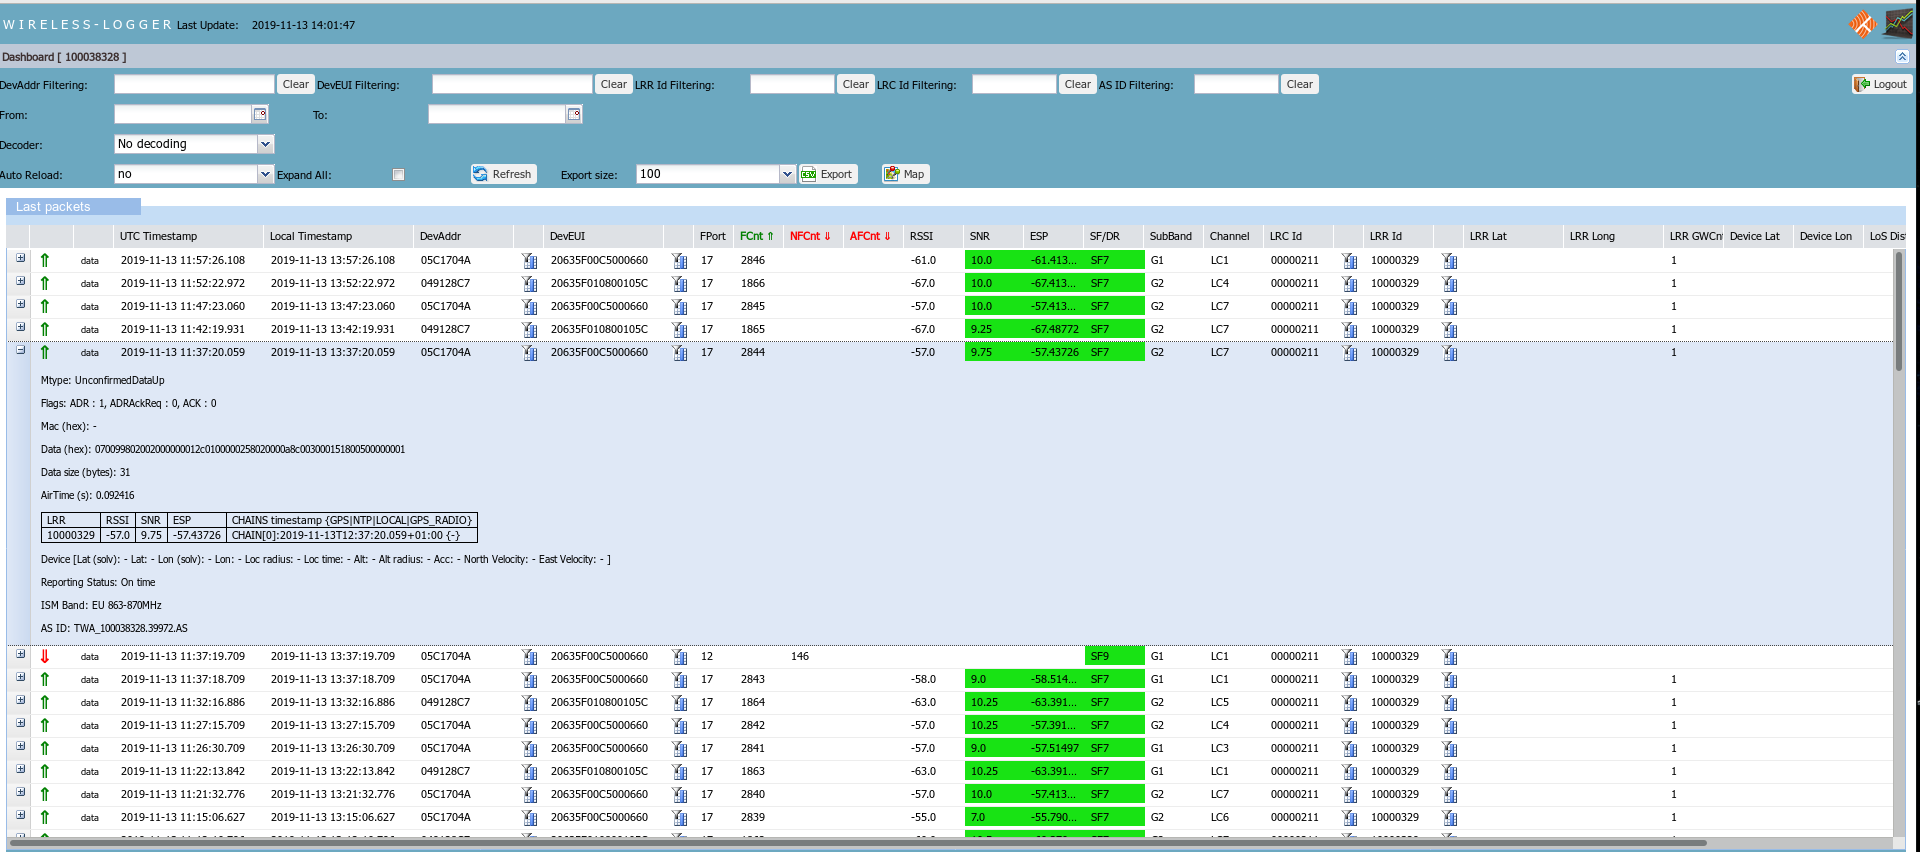 WIRELESS-LOGGER Last Update: 2019-11-13 14:01:47
Dashboard [ 100038328 ]
DevAddr Filtering: Clear DevEUI Filtering: Clear LRR Id Filtering: Clear LRC Id Filtering: Clear AS ID Filtering: Clear Logout
From: To:
Decoder: No decoding
Auto Reload: no Expand All: Refresh Export size: 100 Export Map
Last packets
UTC Timestamp Local Timestamp DevAddr DevEUI FPort FCnt ⇑ NFCnt ⇓ AFCnt ⇓ RSSI SNR ESP SF/DR SubBand Channel LRC Id LRR Id LRR Lat LRR Long LRR GWCnt Device Lat Device Lon LoS Dist
data 2019-11-13 11:57:26.108 2019-11-13 13:57:26.108 05C1704A 20635F00C5000660 17 2846 -61.0 10.0 -61.413... SF7 G1 LC1 00000211 10000329 1
data 2019-11-13 11:52:22.972 2019-11-13 13:52:22.972 049128C7 20635F010800105C 17 1866 -67.0 10.0 -67.413... SF7 G2 LC4 00000211 10000329 1
data 2019-11-13 11:47:23.060 2019-11-13 13:47:23.060 05C1704A 20635F00C5000660 17 2845 -57.0 10.0 -57.413... SF7 G2 LC7 00000211 10000329 1
data 2019-11-13 11:42:19.931 2019-11-13 13:42:19.931 049128C7 20635F010800105C 17 1865 -67.0 9.25 -67.48772 SF7 G2 LC7 00000211 10000329 1
data 2019-11-13 11:37:20.059 2019-11-13 13:37:20.059 05C1704A 20635F00C5000660 17 2844 -57.0 9.75 -57.43726 SF7 G2 LC7 00000211 10000329 1
Mtype: UnconfirmedDataUp
Flags: ADR : 1, ADRAckReq : 0, ACK : 0
Mac (hex): -
Data (hex): 070099802002000000012c0100000258020000a8c003000151800500000001
Data size (bytes): 31
AirTime (s): 0.092416
LRR RSSI SNR ESP CHAINS timestamp {GPS|NTP|LOCAL|GPS_RADIO}
10000329 -57.0 9.75 -57.43726 CHAIN[0]:2019-11-13T12:37:20.059+01:00 {-}
Device [Lat (solv): - Lat: - Lon (solv): - Lon: - Loc radius: - Loc time: - Alt: - Alt radius: - Acc: - North Velocity: - East Velocity: - ]
Reporting Status: On time
ISM Band: EU 863-870MHz
AS ID: TWA_100038328.39972.AS
data 2019-11-13 11:37:19.709 2019-11-13 13:37:19.709 05C1704A 20635F00C5000660 12 146 SF9 G1 LC1 00000211 10000329
data 2019-11-13 11:37:18.709 2019-11-13 13:37:18.709 05C1704A 20635F00C5000660 17 2843 -58.0 9.0 -58.514... SF7 G1 LC1 00000211 10000329 1
data 2019-11-13 11:32:16.886 2019-11-13 13:32:16.886 049128C7 20635F010800105C 17 1864 -63.0 10.25 -63.391... SF7 G2 LC5 00000211 10000329 1
data 2019-11-13 11:27:15.709 2019-11-13 13:27:15.709 05C1704A 20635F00C5000660 17 2842 -57.0 10.25 -57.391... SF7 G2 LC4 00000211 10000329 1
data 2019-11-13 11:26:30.709 2019-11-13 13:26:30.709 05C1704A 20635F00C5000660 17 2841 -57.0 9.0 -57.51497 SF7 G1 LC3 00000211 10000329 1
data 2019-11-13 11:22:13.842 2019-11-13 13:22:13.842 049128C7 20635F010800105C 17 1863 -63.0 10.25 -63.391... SF7 G1 LC1 00000211 10000329 1
data 2019-11-13 11:21:32.776 2019-11-13 13:21:32.776 05C1704A 20635F00C5000660 17 2840 -57.0 10.0 -57.413... SF7 G2 LC7 00000211 10000329 1
data 2019-11-13 11:15:06.627 2019-11-13 13:15:06.627 05C1704A 20635F00C5000660 17 2839 -55.0 7.0 -55.790... SF7 G2 LC6 00000211 10000329 1